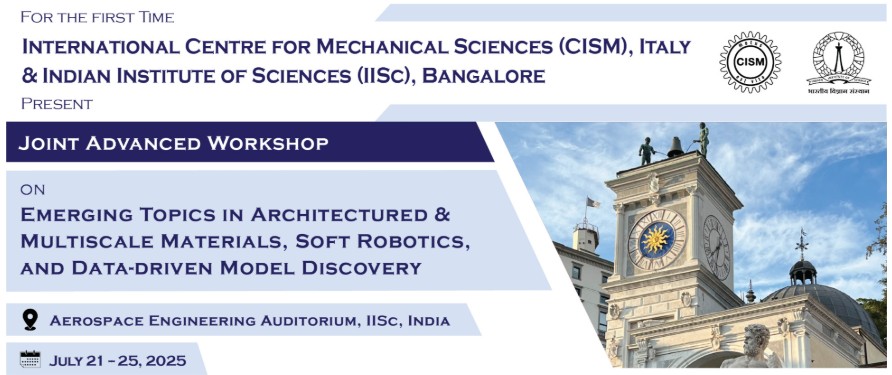 FOR THE FIRST TIME
INTERNATIONAL CENTRE FOR MECHANICAL SCIENCES (CISM), ITALY
& INDIAN INSTITUTE OF SCIENCES (IISc), BANGALORE
PRESENT
CISM
भारतीय विज्ञान संस्थान
JOINT ADVANCED WORKSHOP
ON
EMERGING TOPICS IN ARCHITECTURED &
MULTISCALE MATERIALS, SOFT ROBOTICS,
AND DATA-DRIVEN MODEL DISCOVERY
AEROSPACE ENGINEERING AUDITORIUM, IISc, INDIA
JULY 21 – 25, 2025